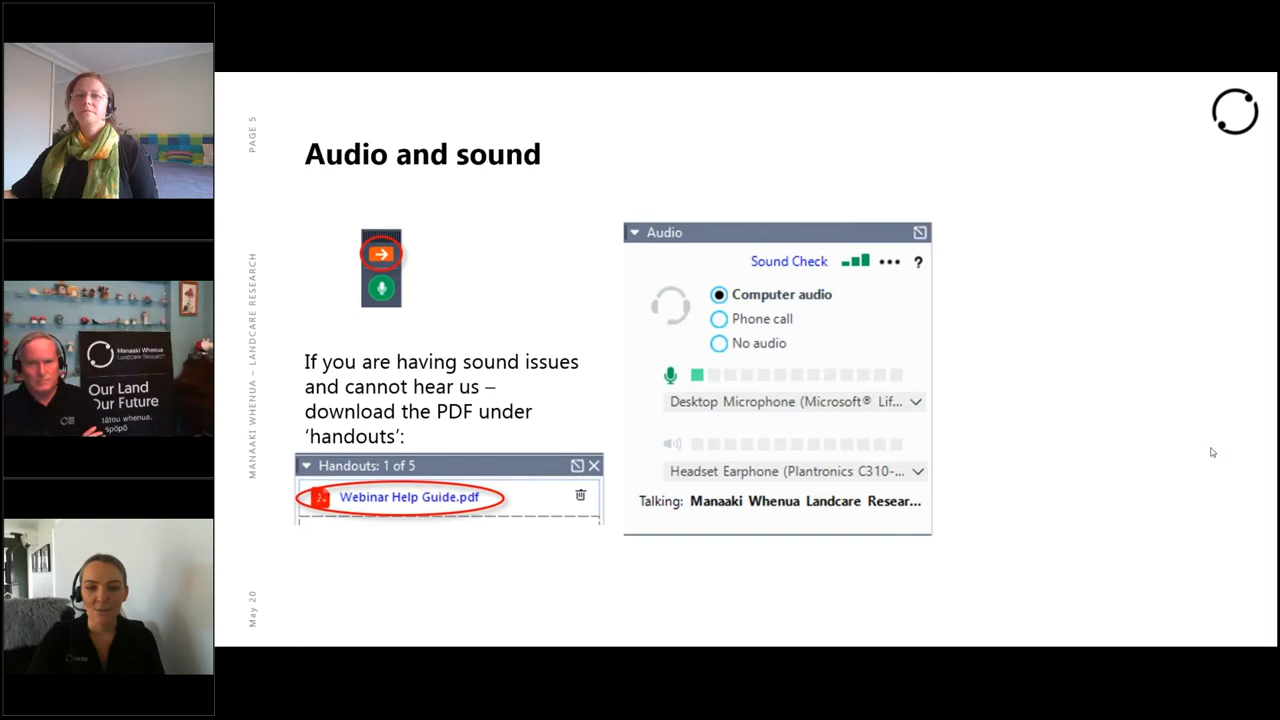 Manaaki Whenua
Landcare Research
Our Land
Our Future
tātou whenua,
āpōpō
PAGE 5
MANAAKI WHENUA – LANDCARE RESEARCH
May 20
Audio and sound
If you are having sound issues
and cannot hear us –
download the PDF under
‘handouts’:
Handouts: 1 of 5
Webinar Help Guide.pdf
Audio
Sound Check
?
Computer audio
Phone call
No audio
Desktop Microphone (Microsoft® Lif...
Headset Earphone (Plantronics C310-...
Talking: Manaaki Whenua Landcare Resear...